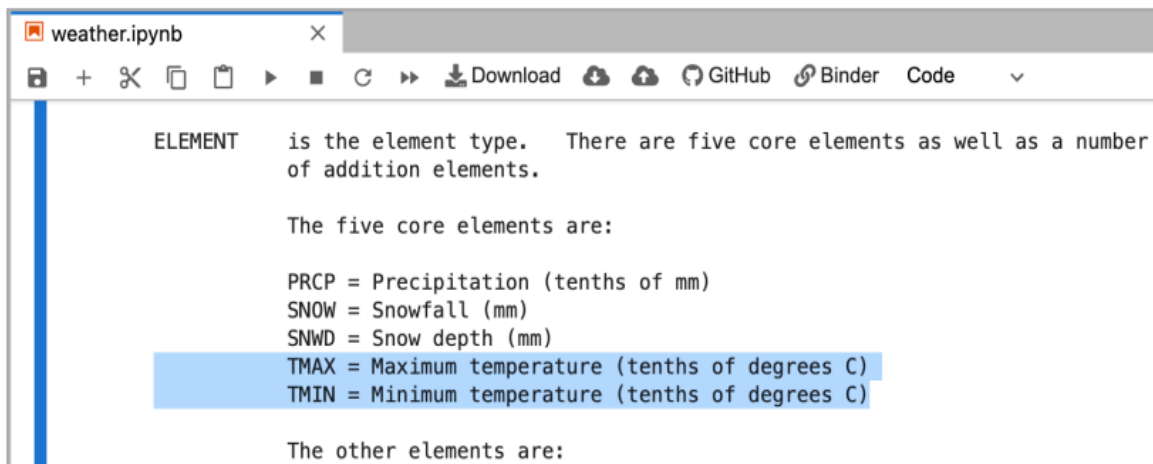 weather.ipynb
Download GitHub Binder Code
ELEMENT is the element type. There are five core elements as well as a number
of addition elements.
The five core elements are:
PRCP = Precipitation (tenths of mm)
SNOW = Snowfall (mm)
SNWD = Snow depth (mm)
TMAX = Maximum temperature (tenths of degrees C)
TMIN = Minimum temperature (tenths of degrees C)
The other elements are: